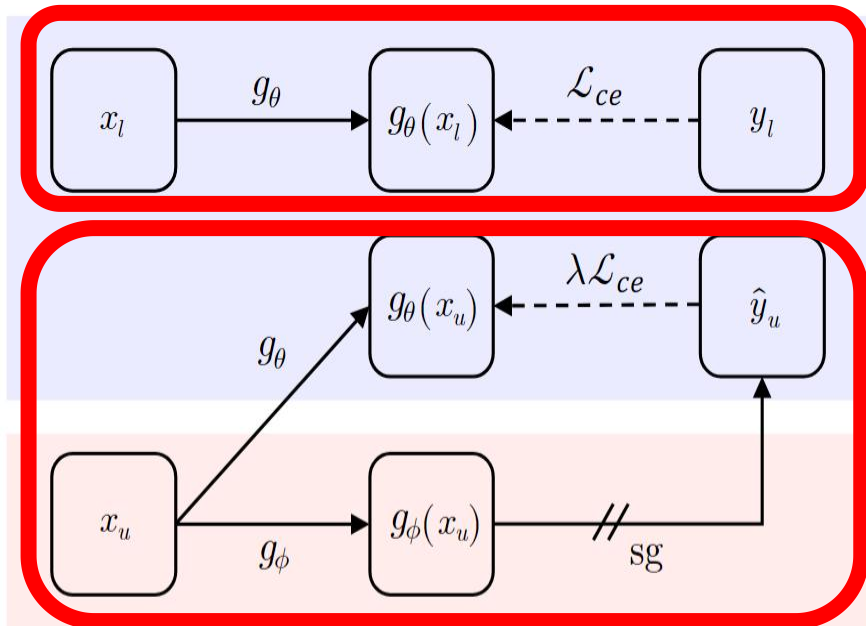 g_θ
ℒ_ce
x_l
g_θ(x_l)
y_l
λℒ_ce
g_θ(x_u)
ŷ_u
g_θ
x_u
g_ϕ(x_u)
g_ϕ
sg